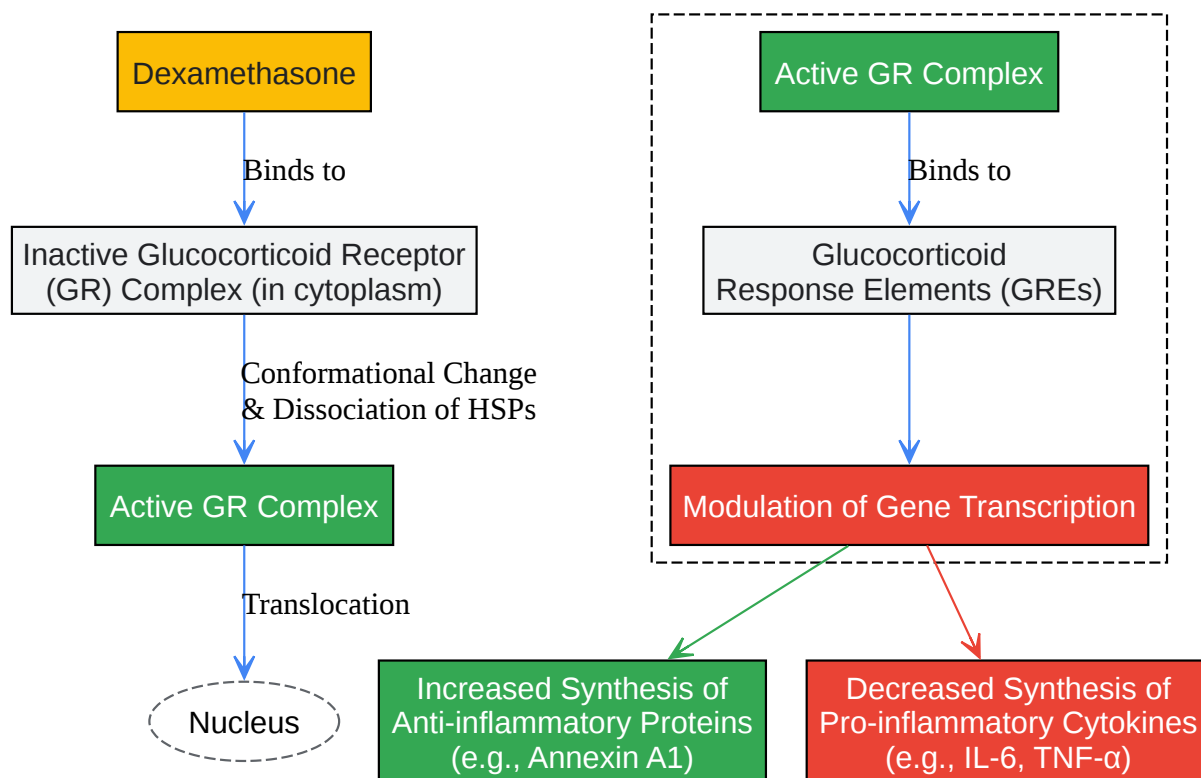 Dexamethasone
Binds to
Inactive Glucocorticoid Receptor
(GR) Complex (in cytoplasm)
Conformational Change
& Dissociation of HSPs
Active GR Complex
Translocation
Nucleus
Active GR Complex
Binds to
Glucocorticoid
Response Elements (GREs)
Modulation of Gene Transcription
Increased Synthesis of
Anti-inflammatory Proteins
(e.g., Annexin A1)
Decreased Synthesis of
Pro-inflammatory Cytokines
(e.g., IL-6, TNF-α)